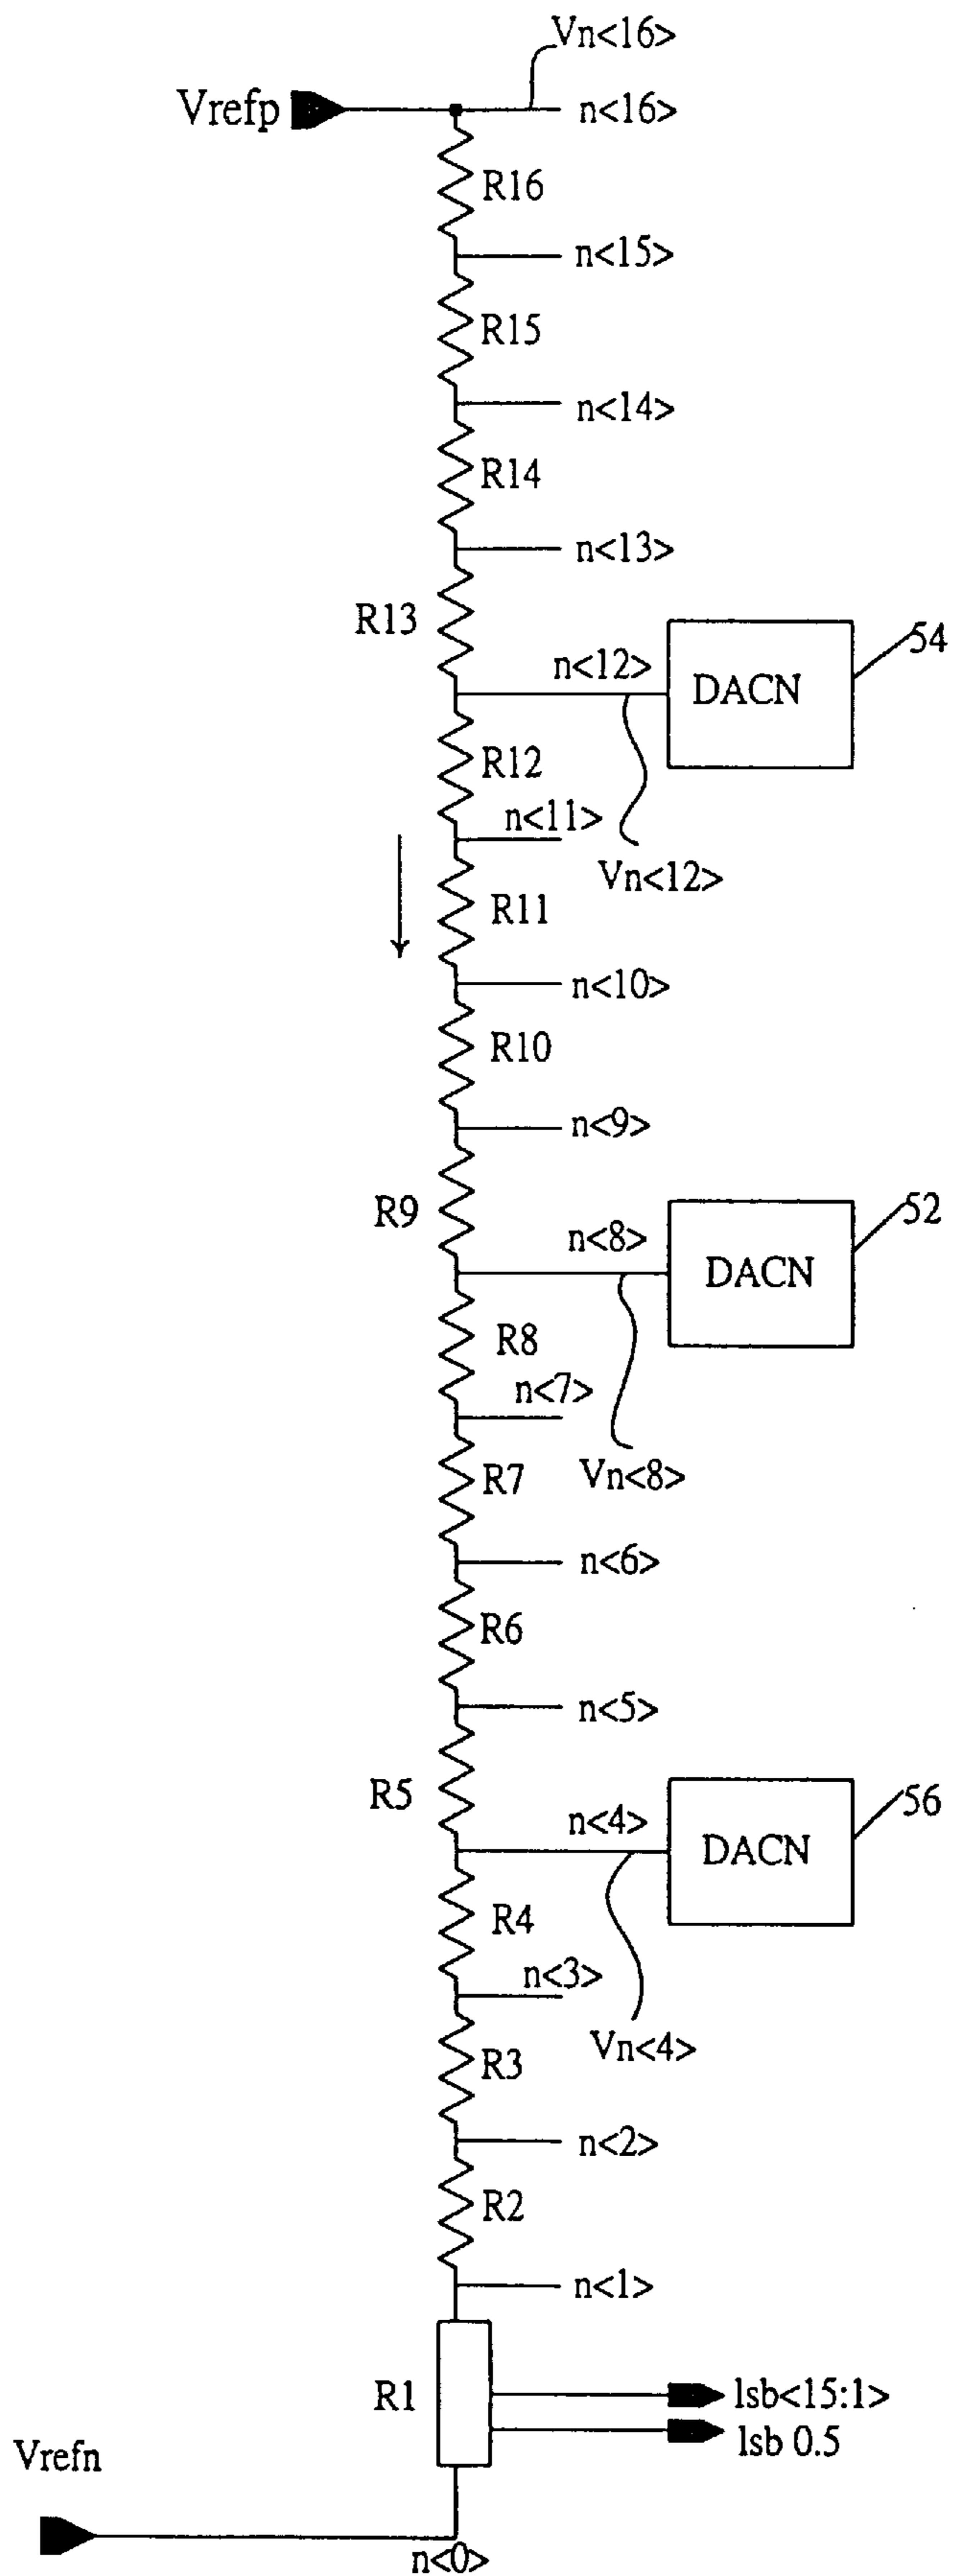 Vn<16>
Vrefp
n<16>
R16
n<15>
R15
n<14>
R14
n<13>
R13
54
n<12>
DACN
R12
n<11>
Vn<12>
R11
n<10>
R10
n<9>
R9
52
n<8>
DACN
R8
n<7>
Vn<8>
R7
n<6>
R6
n<5>
R5
56
n<4>
DACN
R4
n<3>
Vn<4>
R3
n<2>
R2
n<1>
R1
lsb<15:1>
lsb 0.5
Vrefn
n<0>